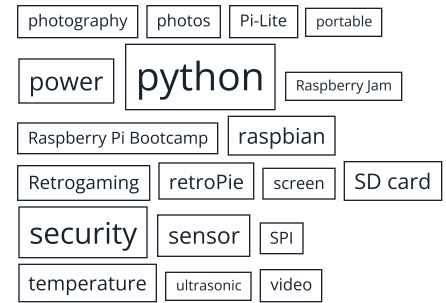 photography photos Pi-Lite portable
power python Raspberry Jam
Raspberry Pi Bootcamp raspbian
Retrogaming retroPie screen SD card
security sensor SPI
temperature ultrasonic video